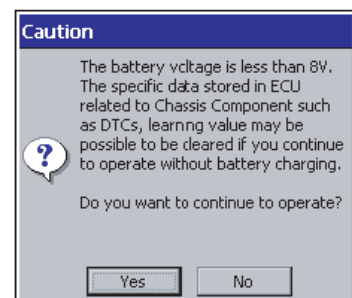 Caution
The battery vcltage is less than 8V.
The specific data stored in ECU
related to Chassis Component such
as DTCs, learnng value may be
possible to be cleared if you continue
to operate without battery charging.
Do you want to continue to operate?
Yes
No